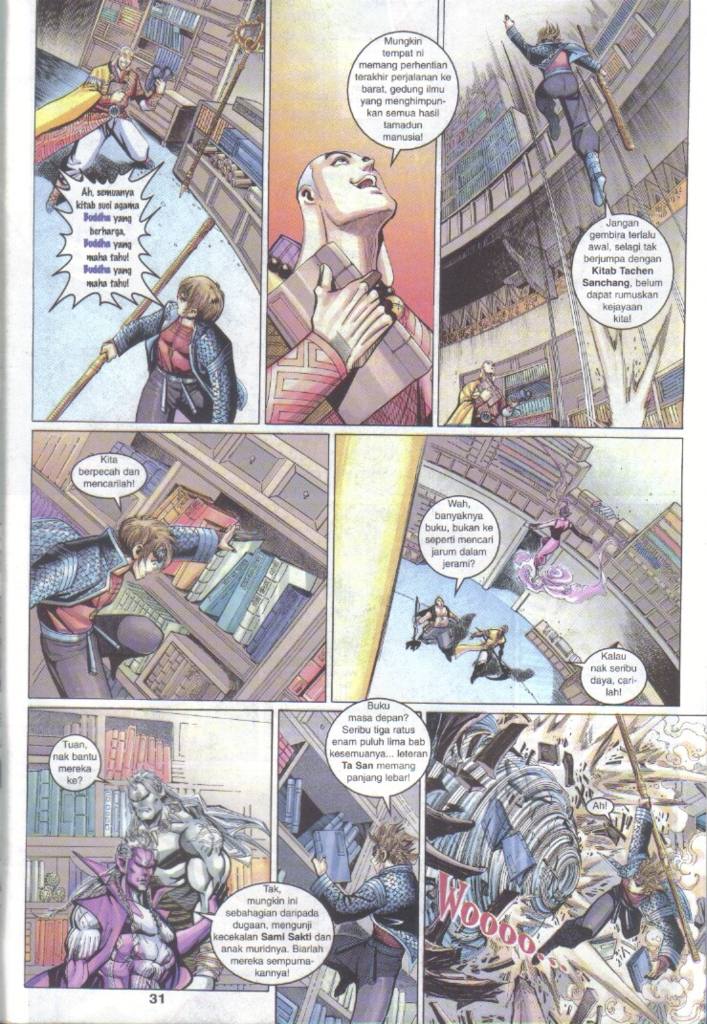 Ah, semuanya
kitab suci agama
Buddha yang
berharga,
Buddha yang
maha tahu!
Buddha yang
maha tahu!
Mungkin
tempat ni
memang perhentian
terakhir perjalanan ke
barat, gedung ilmu
yang menghimpun-
kan semua hasil
tamadun
manusia!
Jangan
gembira terlalu
awal, selagi tak
berjumpa dengan
Kitab Tachen
Sanchang, belum
dapat rumuskan
kejayaan
kita!
Kita
berpecah dan
mencarilah!
Wah,
banyaknya
buku, bukan ke
seperti mencari
jarum dalam
jerami?
Kalau
nak seribu
daya, cari-
lah!
Tuan,
nak bantu
mereka
ke?
Tak,
mungkin ini
sebahagian daripada
dugaan, mengunji
kecekalan Sami Sakti dan
anak muridnya. Biarlah
mereka sempurna-
kannya!
Buku
masa depan?
Seribu tiga ratus
enam puluh lima bab
kesemuanya... leteran
Ta San memang
panjang lebar!
Ah!
Woooo...
31